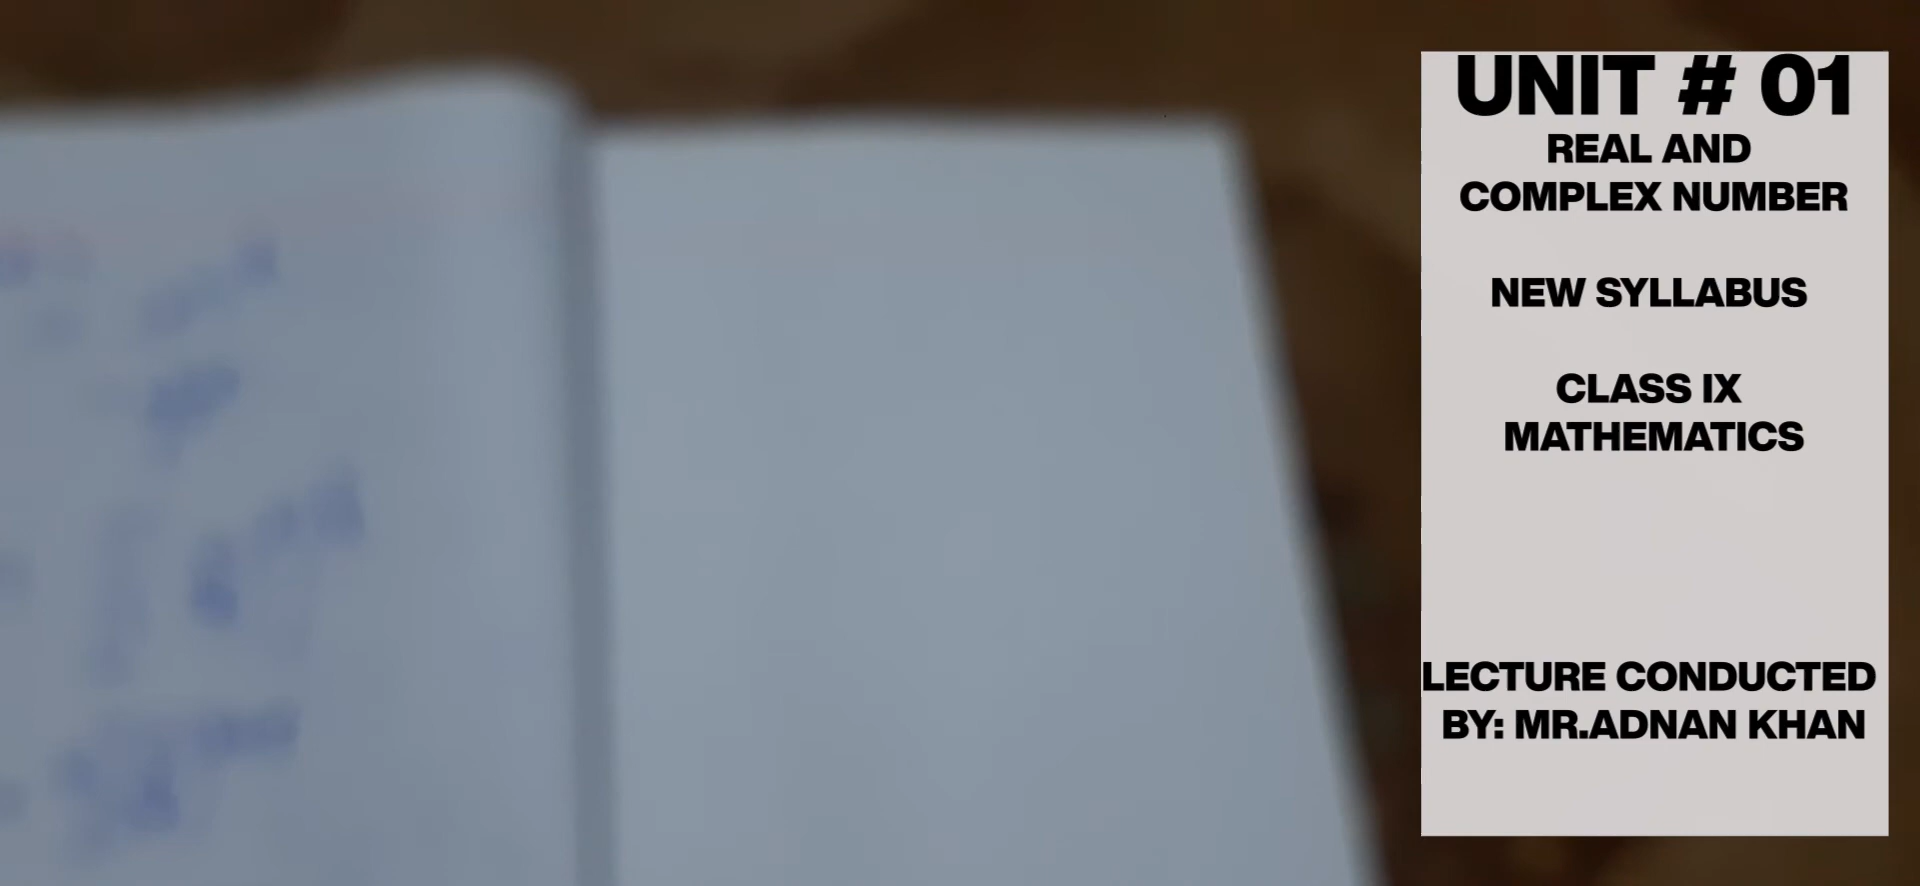 UNIT # 01
REAL AND
COMPLEX NUMBER
NEW SYLLABUS
CLASS IX
MATHEMATICS
LECTURE CONDUCTED
BY: MR.ADNAN KHAN